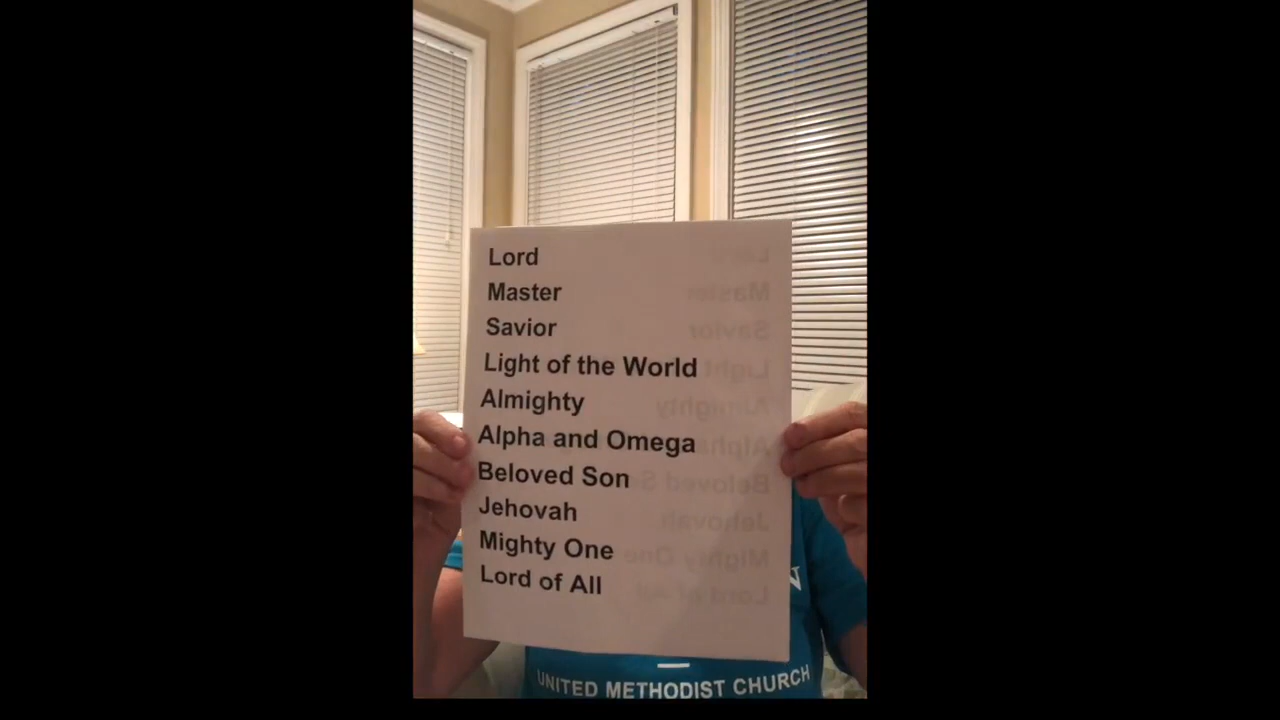 Lord
Master
Savior
Light of the World
Almighty
Alpha and Omega
Beloved Son
Jehovah
Mighty One
Lord of All
UNITED METHODIST CHURCH